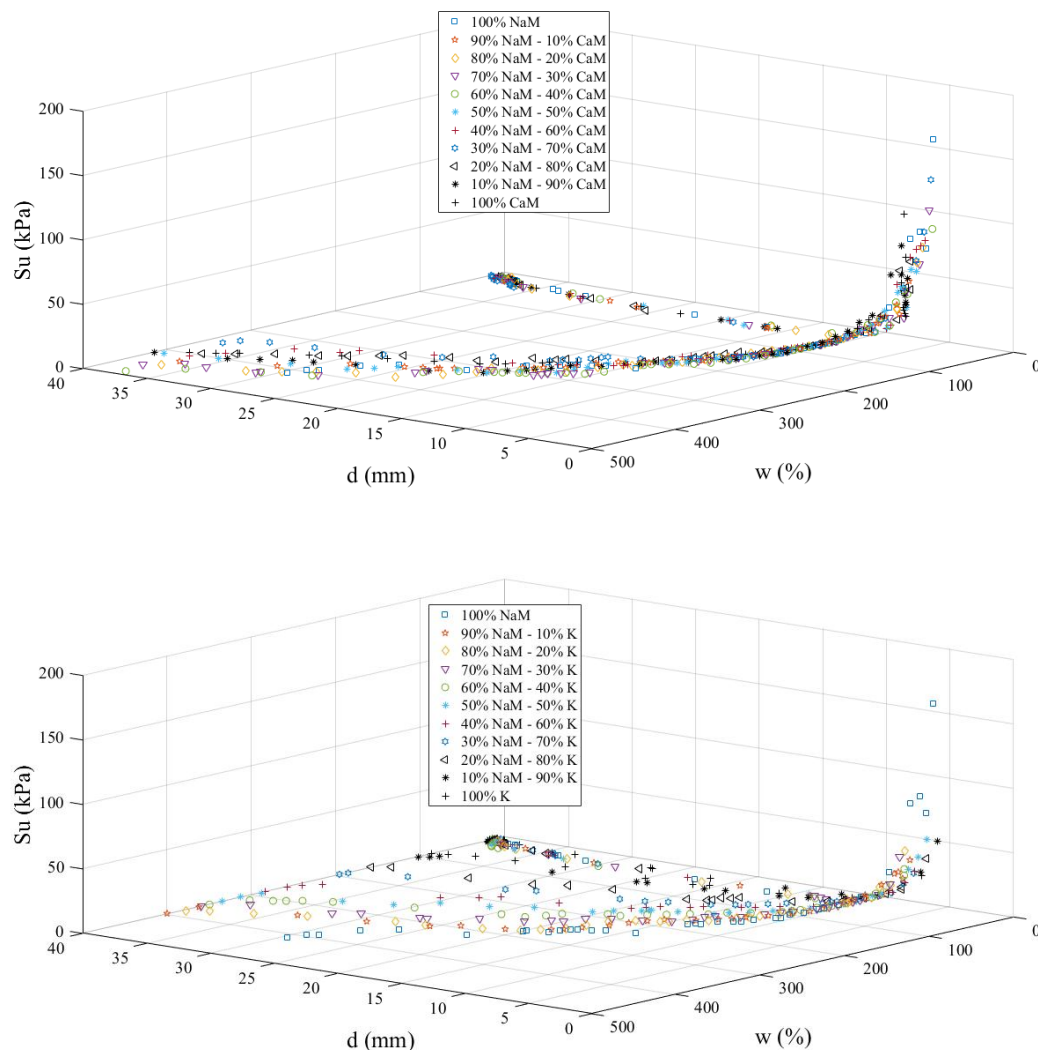 100% NaM
90% NaM - 10% CaM
80% NaM - 20% CaM
70% NaM - 30% CaM
60% NaM - 40% CaM
50% NaM - 50% CaM
40% NaM - 60% CaM
30% NaM - 70% CaM
20% NaM - 80% CaM
10% NaM - 90% CaM
100% CaM
200
150
100
50
0
Su (kPa)
40
35
30
25
20
15
10
5
0
d (mm)
500
400
300
200
100
0
w (%)
100% NaM
90% NaM - 10% K
80% NaM - 20% K
70% NaM - 30% K
60% NaM - 40% K
50% NaM - 50% K
40% NaM - 60% K
30% NaM - 70% K
20% NaM - 80% K
10% NaM - 90% K
100% K
200
150
100
50
0
Su (kPa)
40
35
30
25
20
15
10
5
0
d (mm)
500
400
300
200
100
0
w (%)